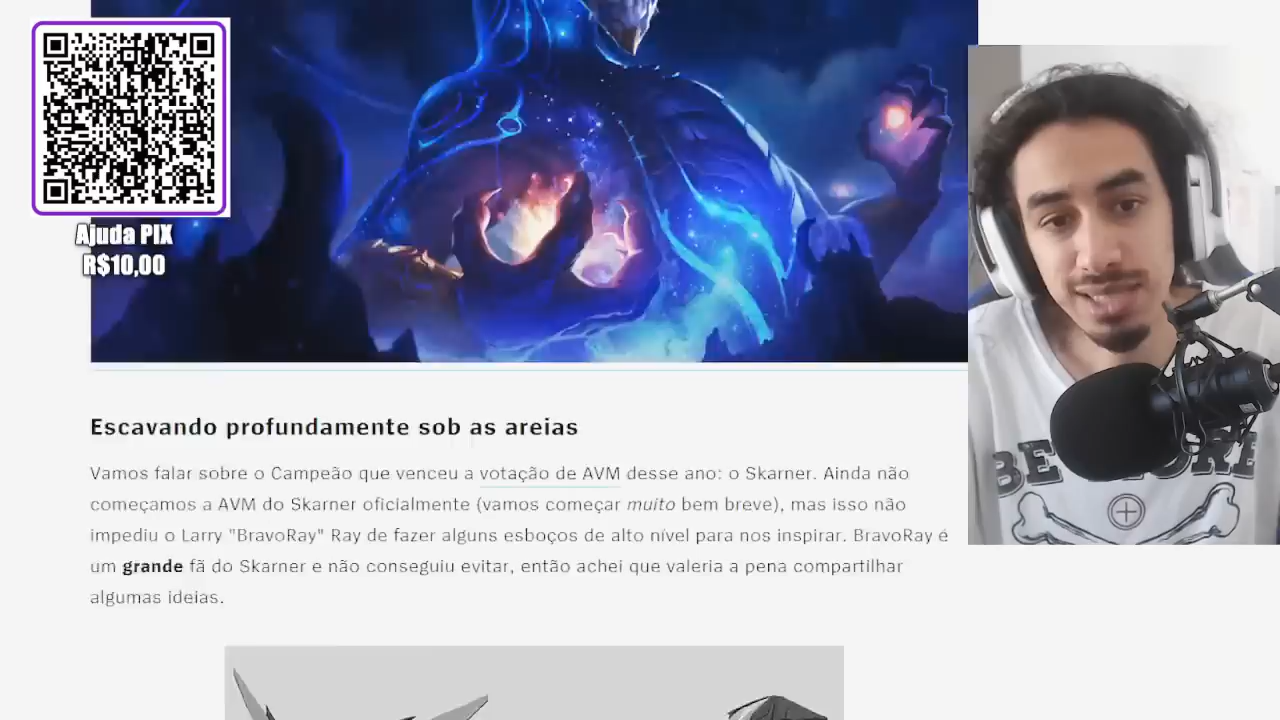 Ajuda PIX
R$10,00
Escavando profundamente sob as areias
Vamos falar sobre o Campeão que venceu a votação de AVM desse ano: o Skarner. Ainda não
começamos a AVM do Skarner oficialmente (vamos começar muito bem breve), mas isso não
impediu o Larry "BravoRay" Ray de fazer alguns esboços de alto nível para nos inspirar. BravoRay é
um grande fã do Skarner e não conseguiu evitar, então achei que valeria a pena compartilhar
algumas ideias.